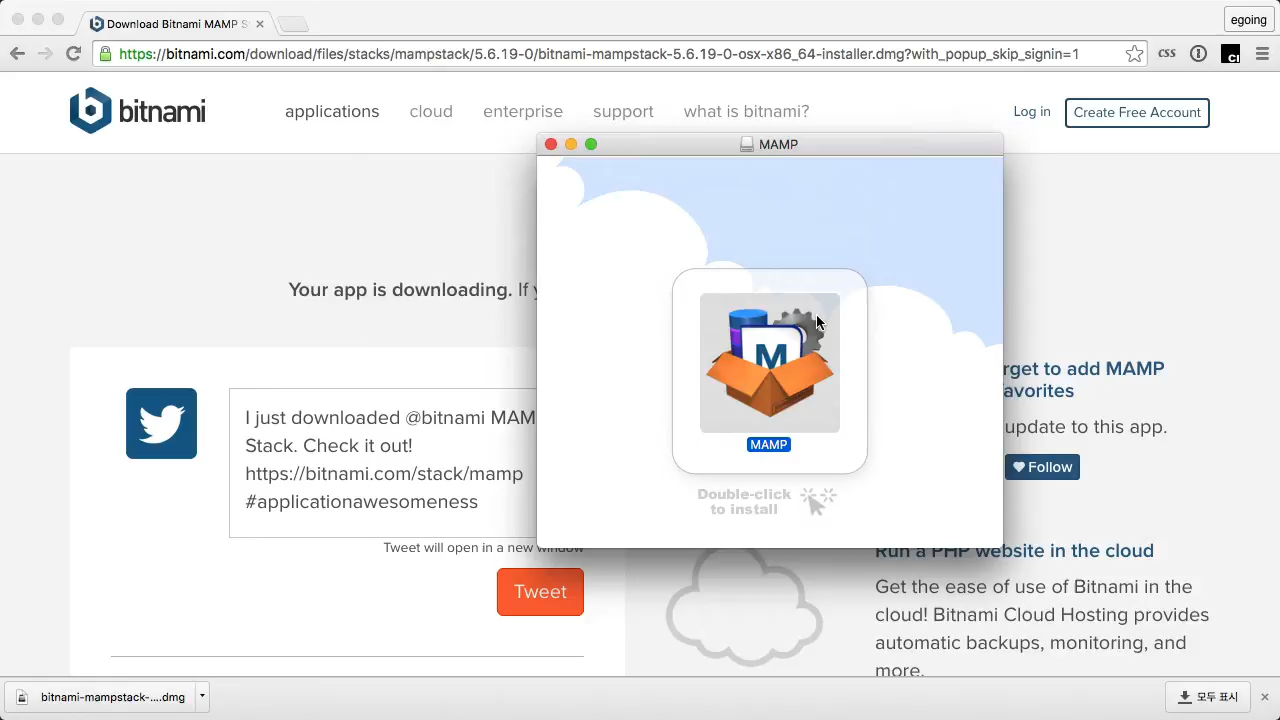 Download Bitnami MAMP S
egoing
https://bitnami.com/download/files/stacks/mampstack/5.6.19-0/bitnami-mampstack-5.6.19-0-osx-x86_64-installer.dmg?with_popup_skip_signin=1
css
bitnami
applications
cloud
enterprise
support
what is bitnami?
Log in
Create Free Account
MAMP
Your app is downloading. If y
M
MAMP
Double-click
to install
rget to add MAMP
avorites
update to this app.
Follow
I just downloaded @bitnami MAM
Stack. Check it out!
https://bitnami.com/stack/mamp
#applicationawesomeness
Tweet will open in a new window
Tweet
Run a PHP website in the cloud
Get the ease of use of Bitnami in the
cloud! Bitnami Cloud Hosting provides
automatic backups, monitoring, and
more.
bitnami-mampstack-....dmg
모두 표시